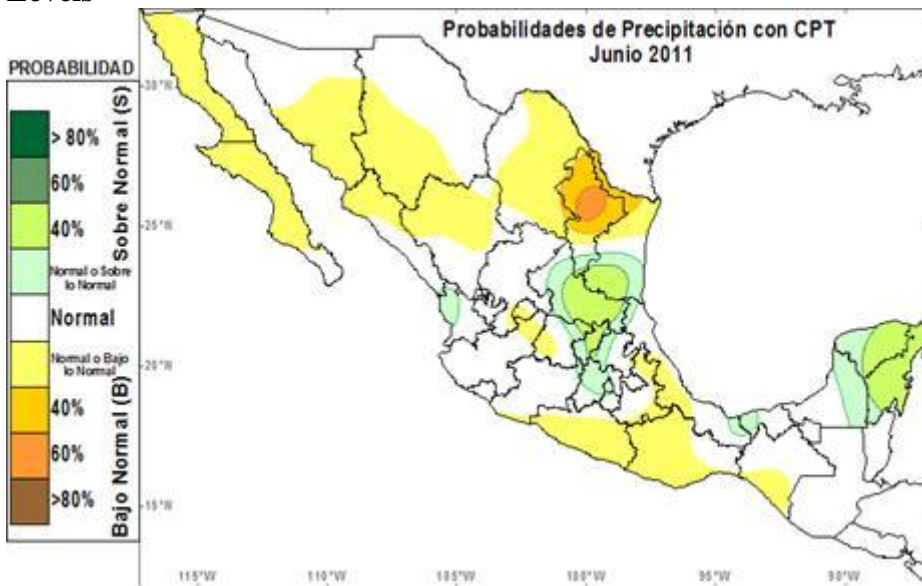 Levels
Probabilidades de Precipitación con CPT
Junio 2011
PROBABILIDAD
Sobre Normal (S)
> 80%
60%
40%
Normal o Sobre
lo Normal
Normal
Normal o Bajo
lo Normal
Bajo Normal (B)
40%
60%
>80%
30°N
25°N
20°N
15°N
115°W
110°W
105°W
100°W
95°W
90°W